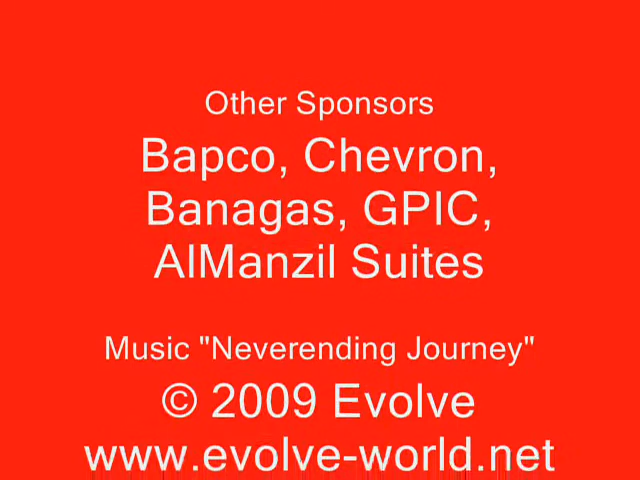 Other Sponsors
Bapco, Chevron,
Banagas, GPIC,
AlManzil Suites
Music "Neverending Journey"
© 2009 Evolve
www.evolve-world.net